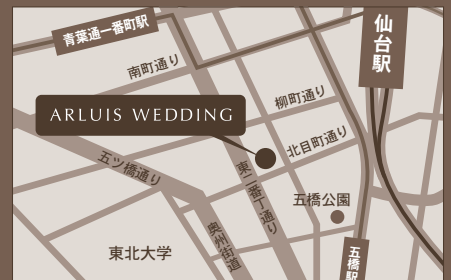 青葉通一番町駅
仙台駅
南町通り
柳町通り
ARLUIS WEDDING
北目町通り
五ツ橋通り
東二番丁通り
五橋公園
奥州街道
東北大学
五橋駅